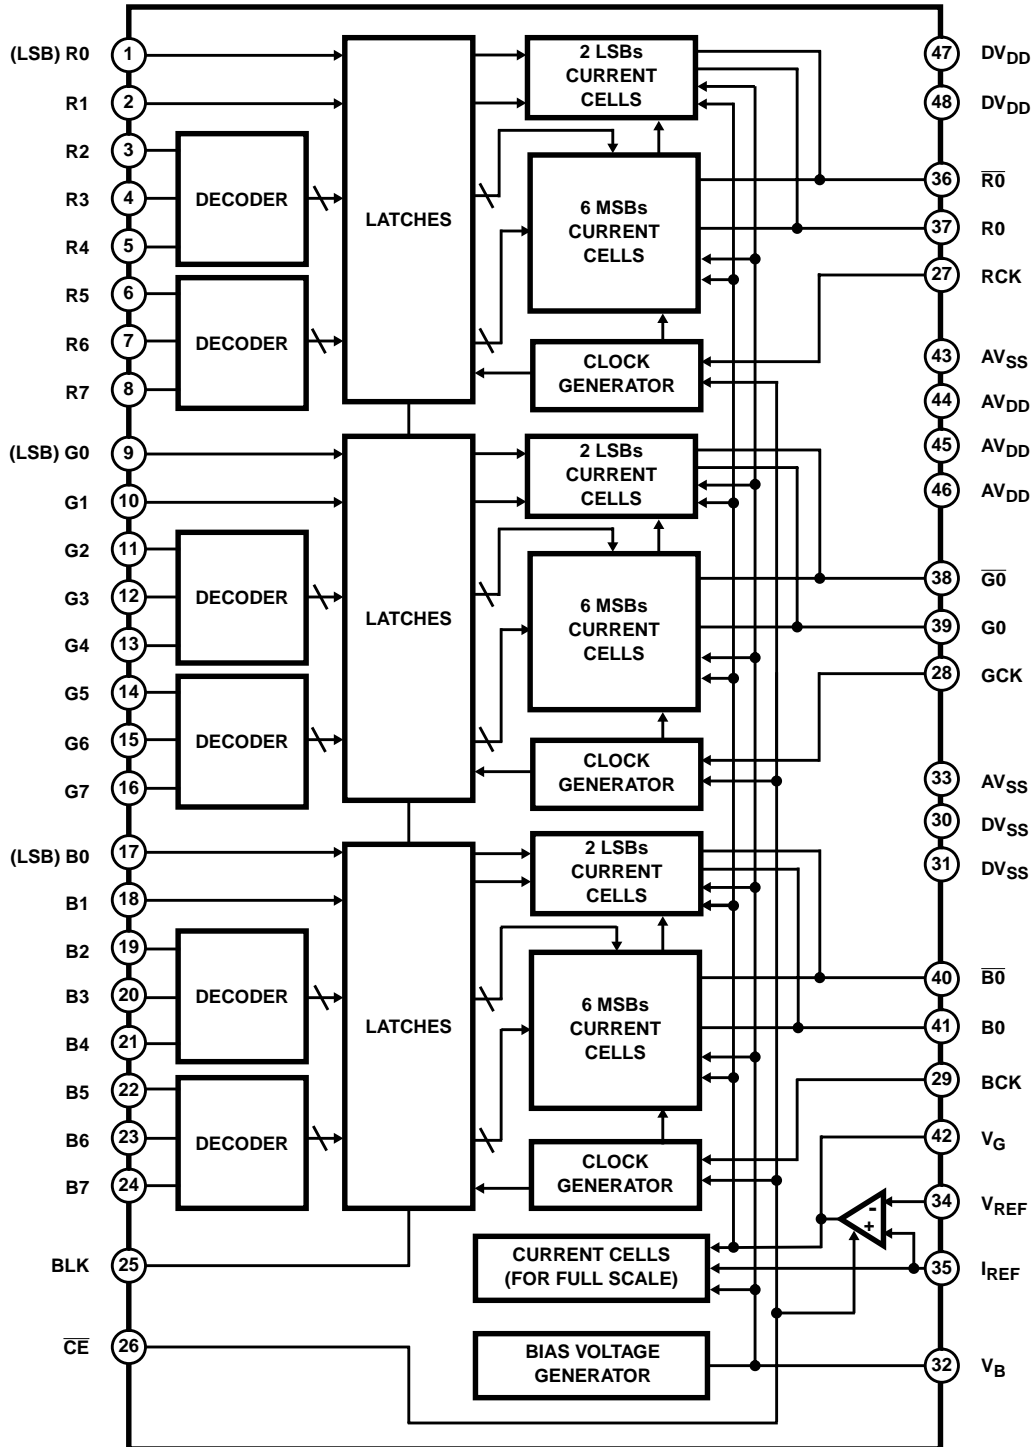 (LSB) R0 1
R1 2
R2 3
R3 4
R4 5
R5 6
R6 7
R7 8
(LSB) G0 9
G1 10
G2 11
G3 12
G4 13
G5 14
G6 15
G7 16
(LSB) B0 17
B1 18
B2 19
B3 20
B4 21
B5 22
B6 23
B7 24
BLK 25
CE 26
DECODER
DECODER
DECODER
DECODER
DECODER
DECODER
LATCHES
LATCHES
LATCHES
2 LSBs
CURRENT
CELLS
6 MSBs
CURRENT
CELLS
CLOCK
GENERATOR
2 LSBs
CURRENT
CELLS
6 MSBs
CURRENT
CELLS
CLOCK
GENERATOR
2 LSBs
CURRENT
CELLS
6 MSBs
CURRENT
CELLS
CLOCK
GENERATOR
CURRENT CELLS
(FOR FULL SCALE)
BIAS VOLTAGE
GENERATOR
-
+
47 DVDD
48 DVDD
36 R0
37 R0
27 RCK
43 AVSS
44 AVDD
45 AVDD
46 AVDD
38 G0
39 G0
28 GCK
33 AVSS
30 DVSS
31 DVSS
40 B0
41 B0
29 BCK
42 VG
34 VREF
35 IREF
32 VB